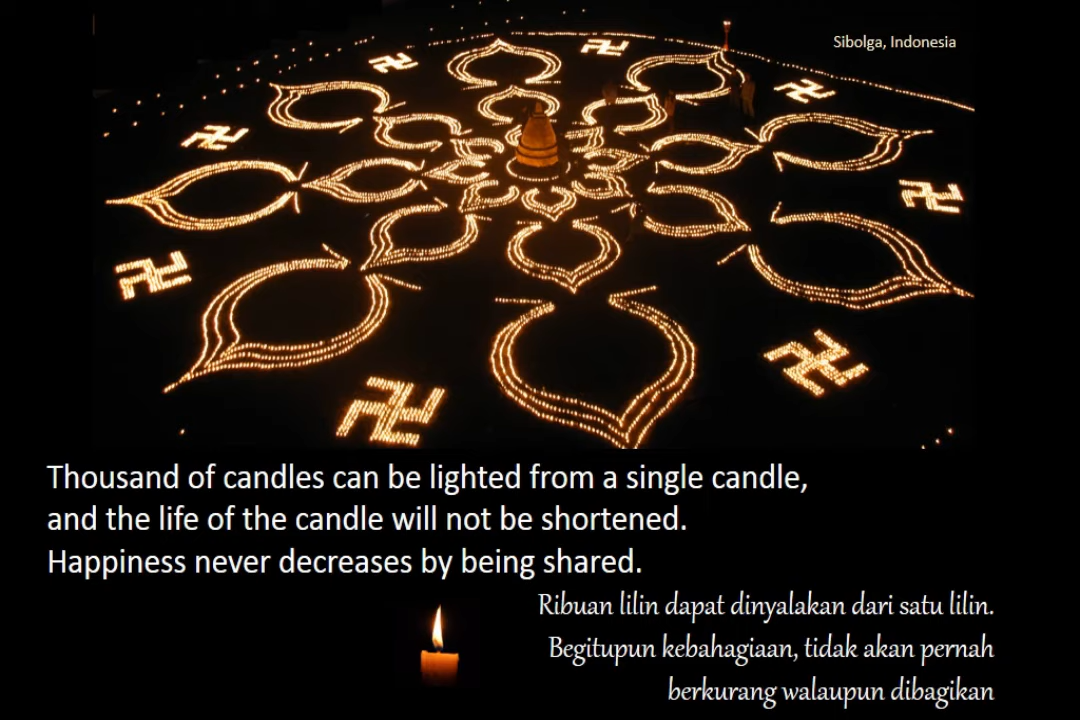 Sibolga, Indonesia
Thousand of candles can be lighted from a single candle,
and the life of the candle will not be shortened.
Happiness never decreases by being shared.
Ribuan lilin dapat dinyalakan dari satu lilin.
Begitupun kebahagiaan, tidak akan pernah
berkurang walaupun dibagikan